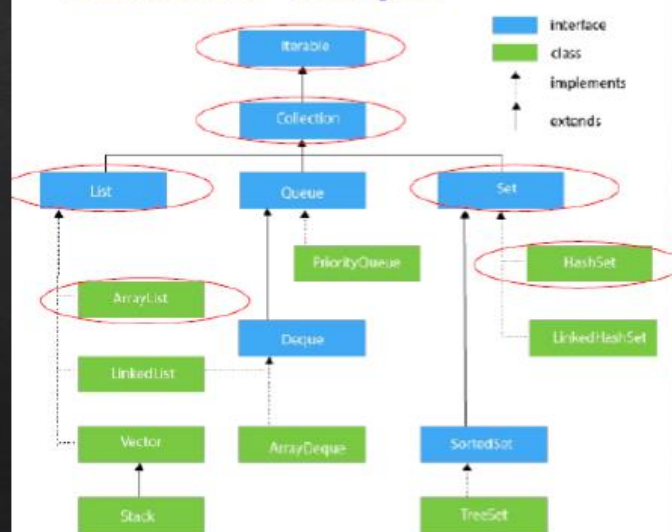 Iterable
interface
class
implements
Collection
extends
List
Queue
Set
PriorityQueue
HashSet
ArrayList
Deque
LinkedHashSet
LinkedList
Vector
ArrayDeque
SortedSet
Stack
TreeSet